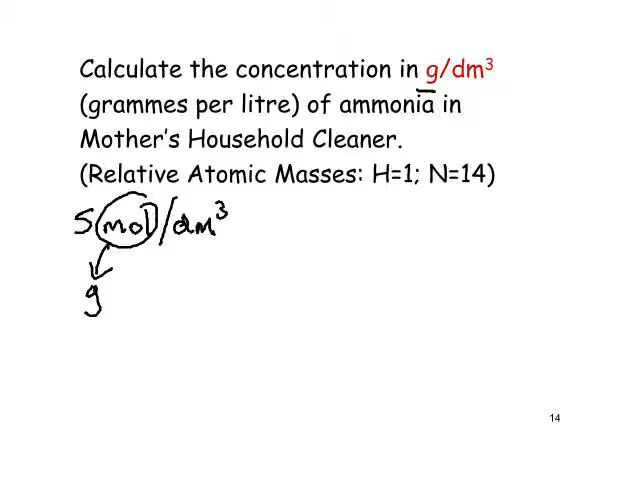 Calculate the concentration in g/dm³
(grammes per litre) of ammonia in
Mother's Household Cleaner.
(Relative Atomic Masses: H=1; N=14)
5 mol/dm³
g
14